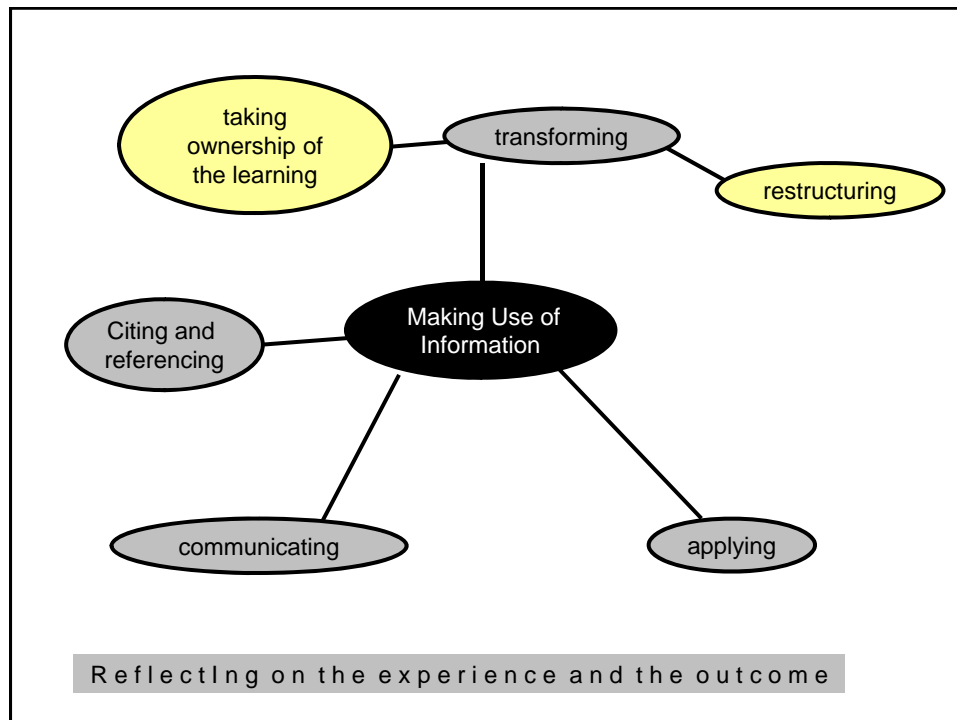 taking
ownership of
the learning
transforming
restructuring
Making Use of
Information
Citing and
referencing
communicating
applying
ReflectIng on the experience and the outcome